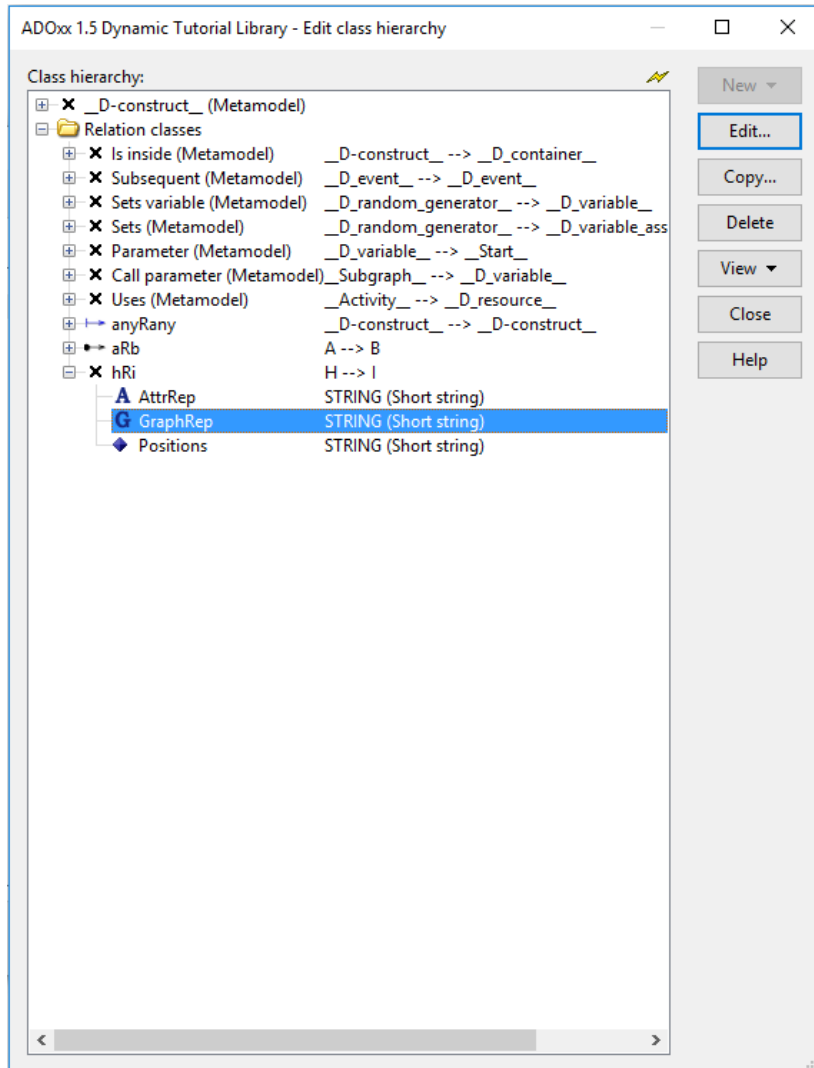 ADOxx 1.5 Dynamic Tutorial Library - Edit class hierarchy
Class hierarchy:
New
__D-construct__ (Metamodel)
Relation classes
Edit...
Is inside (Metamodel) __D-construct__ --> __D_container__
Subsequent (Metamodel) __D_event__ --> __D_event__
Copy...
Sets variable (Metamodel) __D_random_generator__ --> __D_variable__
Sets (Metamodel) __D_random_generator__ --> __D_variable_ass
Delete
Parameter (Metamodel) __D_variable__ --> __Start__
Call parameter (Metamodel) __Subgraph__ --> __D_variable__
View
Uses (Metamodel) __Activity__ --> __D_resource__
anyRany __D-construct__ --> __D-construct__
Close
aRb A --> B
hRi H --> I
Help
A AttrRep STRING (Short string)
G GraphRep STRING (Short string)
Positions STRING (Short string)